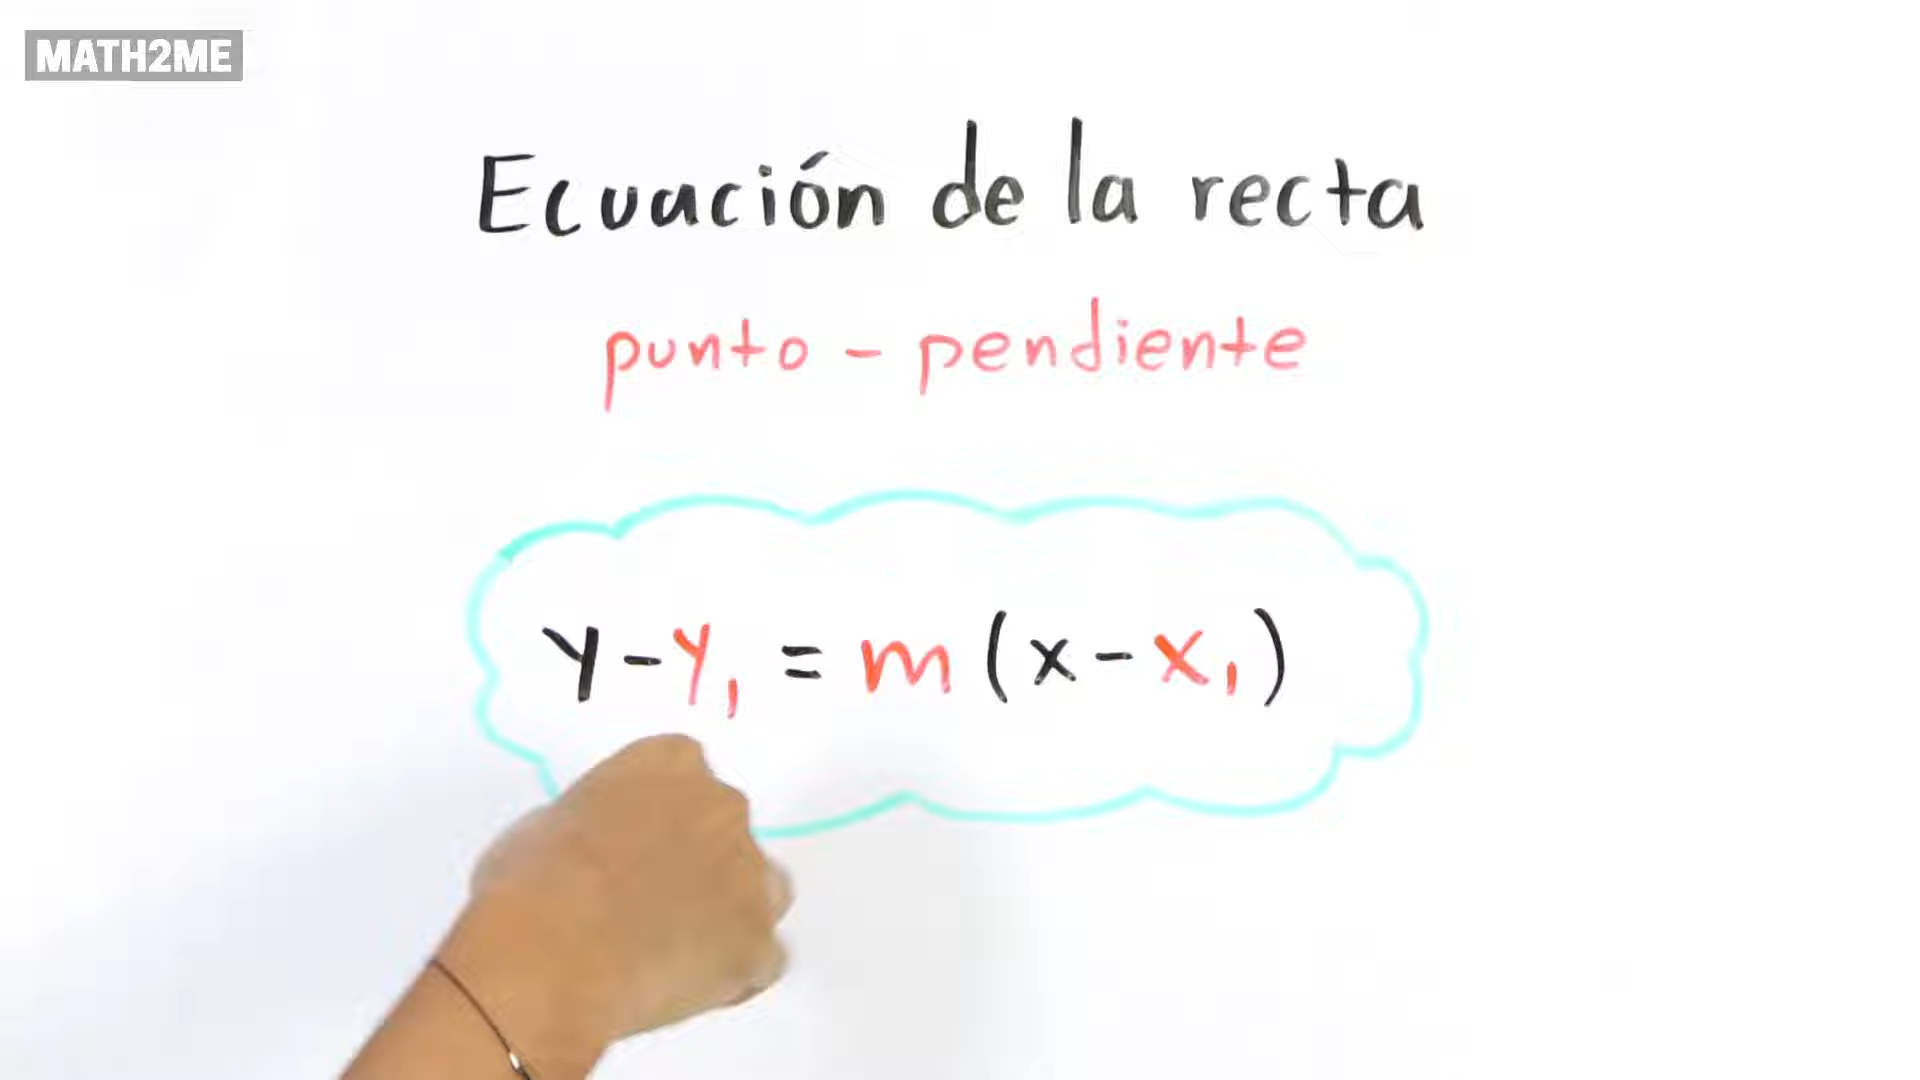 MATH2ME
Ecuación de la recta
punto - pendiente
y - y₁ = m (x - x₁)